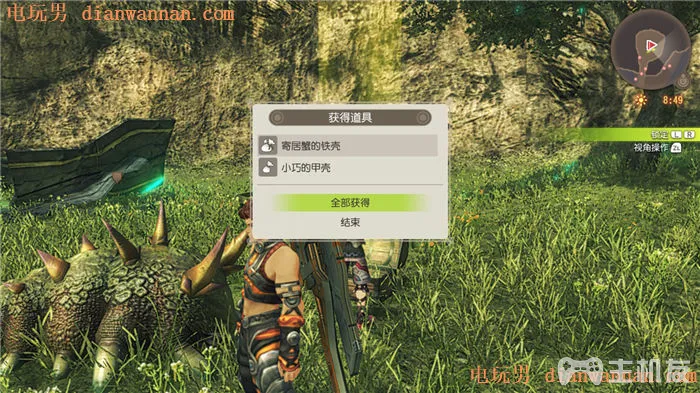 电玩男 dianwannan.com
8:49
获得道具
锁定 L R
视角操作 ZL
寄居蟹的铁壳
小巧的甲壳
全部获得
结束
主机库
电玩男 dianwannan.com